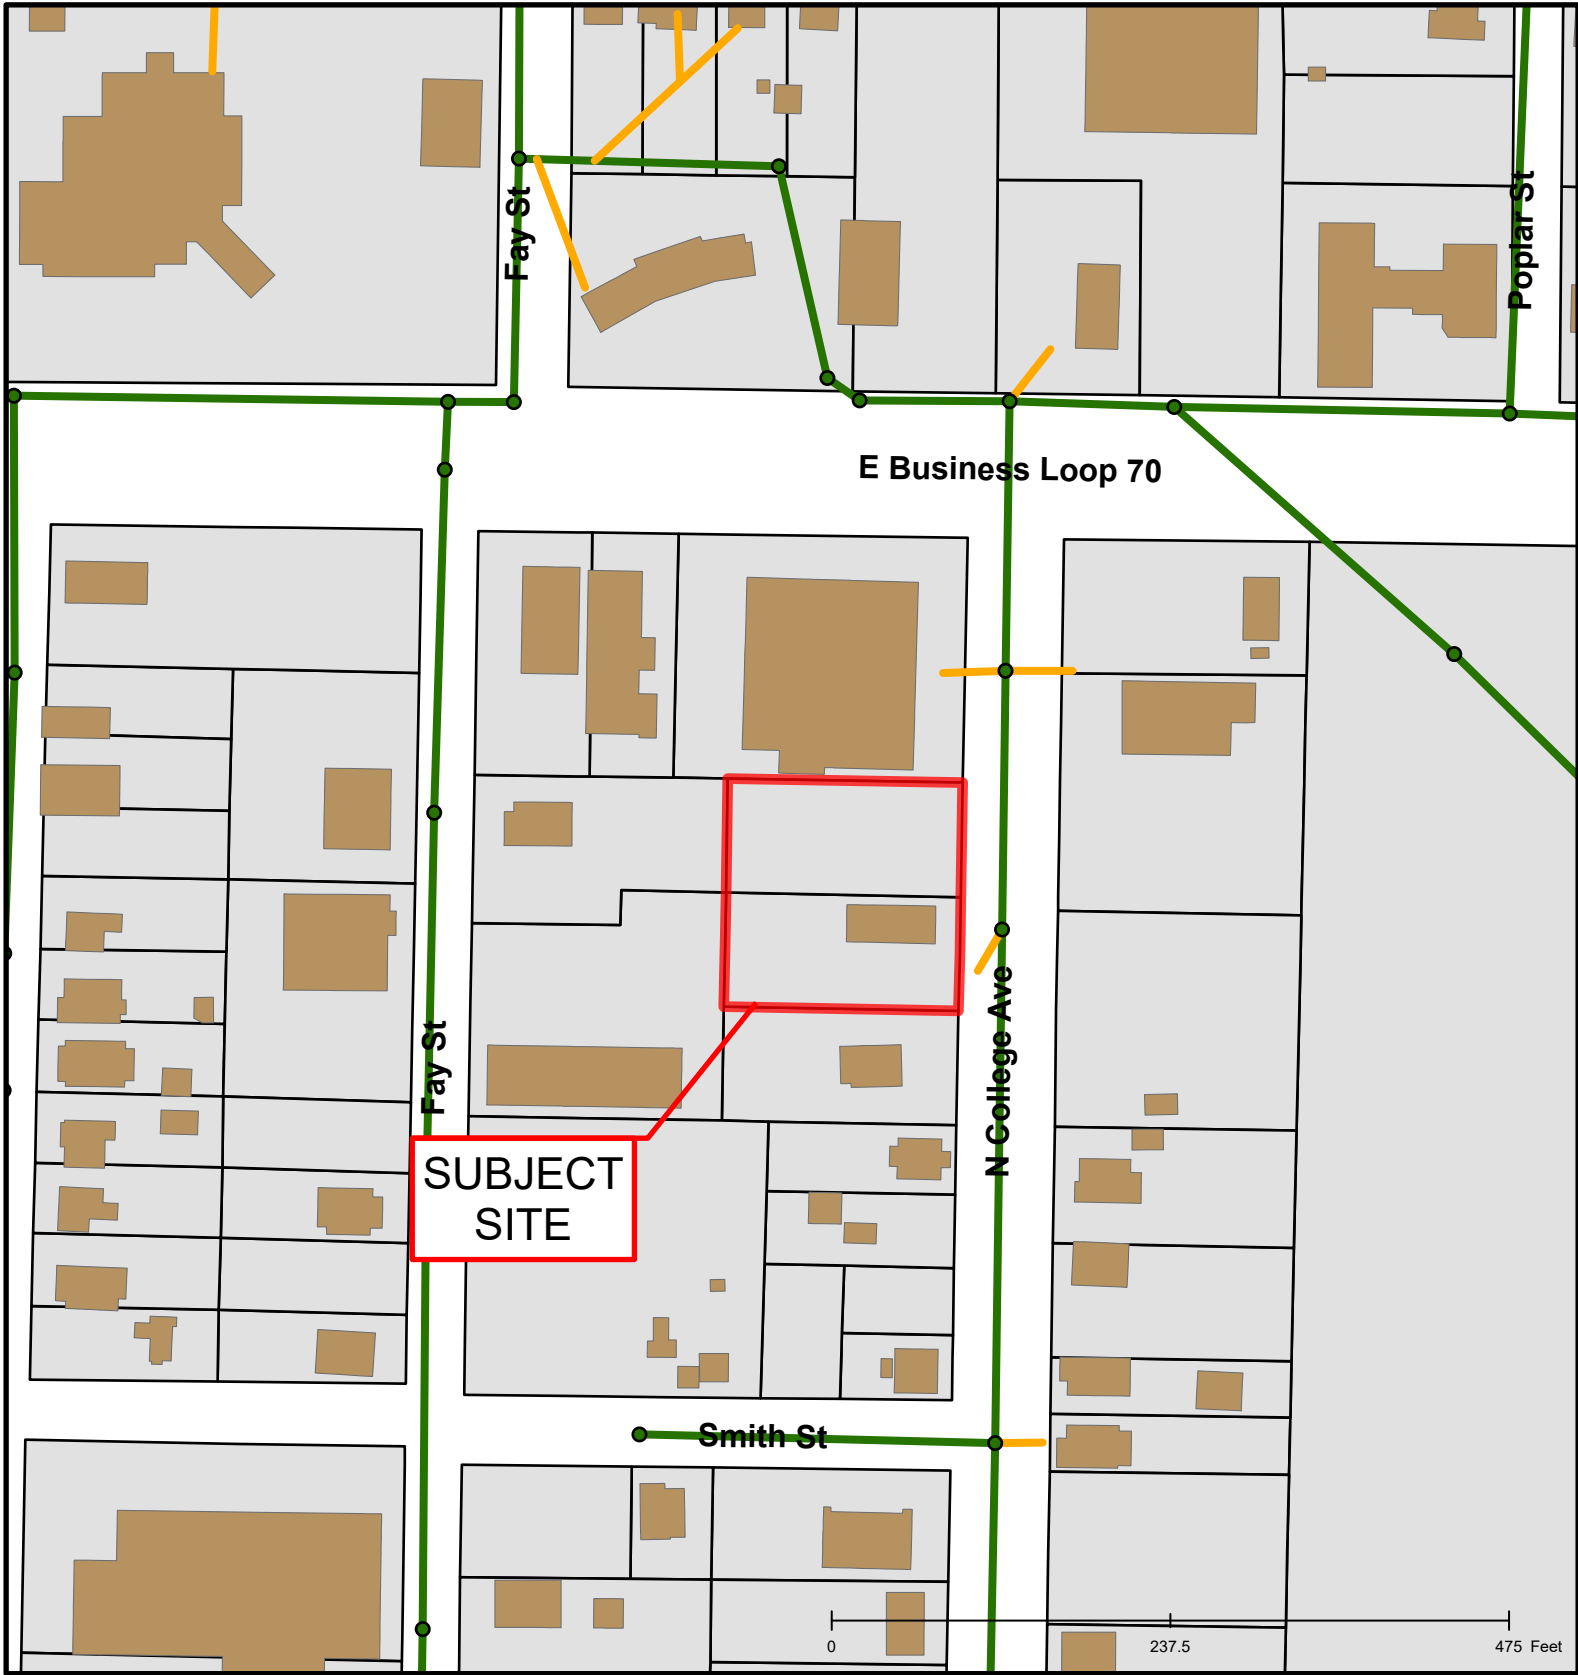 Fay St
Poplar St
E Business Loop 70
Fay St
N College Ave
SUBJECT
SITE
Smith St
0 237.5 475 Feet